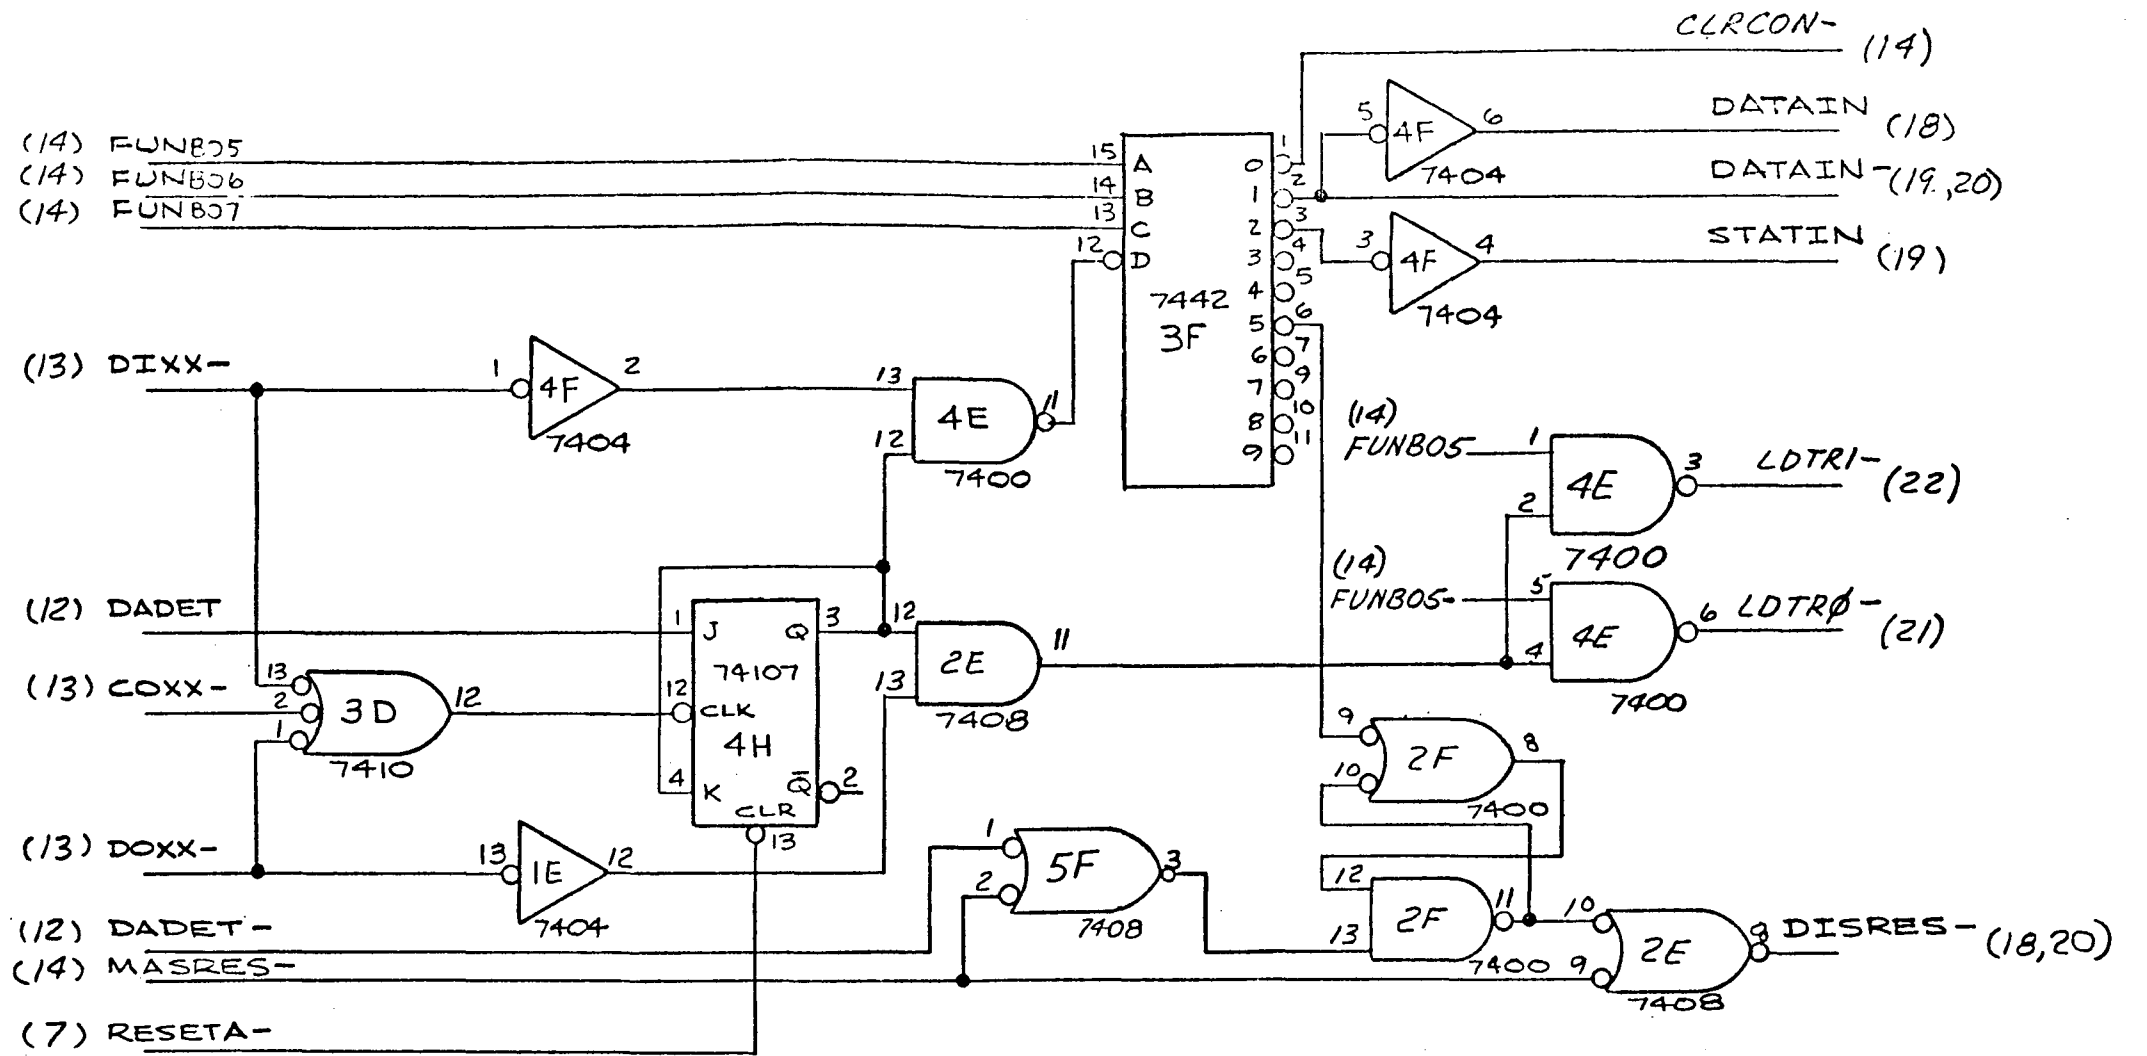 CLRCON- (14)
5 4F 6 DATAIN (18)
7404
DATAIN- (19,20)
3 4F 4 STATIN (19)
7404
(14) FUNB05
(14) FUNB06
(14) FUNB07
15 A 0 1
14 B 1 2
13 C 2 3
12 D 3 4
4 5
7442
3F
5 6
6 7
7 9
8 10
9 11
(13) DIXX-
1 4F 2
7404
13 4E 11
12
7400
(14)
FUNB05 1 4E 3 LDTR1- (22)
2
7400
(14)
FUNB05- 5 4E 6 LDTRØ- (21)
4
7400
(12) DADET
1 J Q 3
74107
12 CLK
4H
4 K Q̅ 2
CLR
13
12 2E 11
13
7408
(13) COXX-
13 3D 12
2
1
7410
(13) DOXX-
13 1E 12
7404
9 2F 8
10
7400
1 5F 3
2
7408
12 2F 11
13
7400
10 2E 8 DISRES- (18,20)
9
7408
(12) DADET-
(14) MASRES-
(7) RESETA-